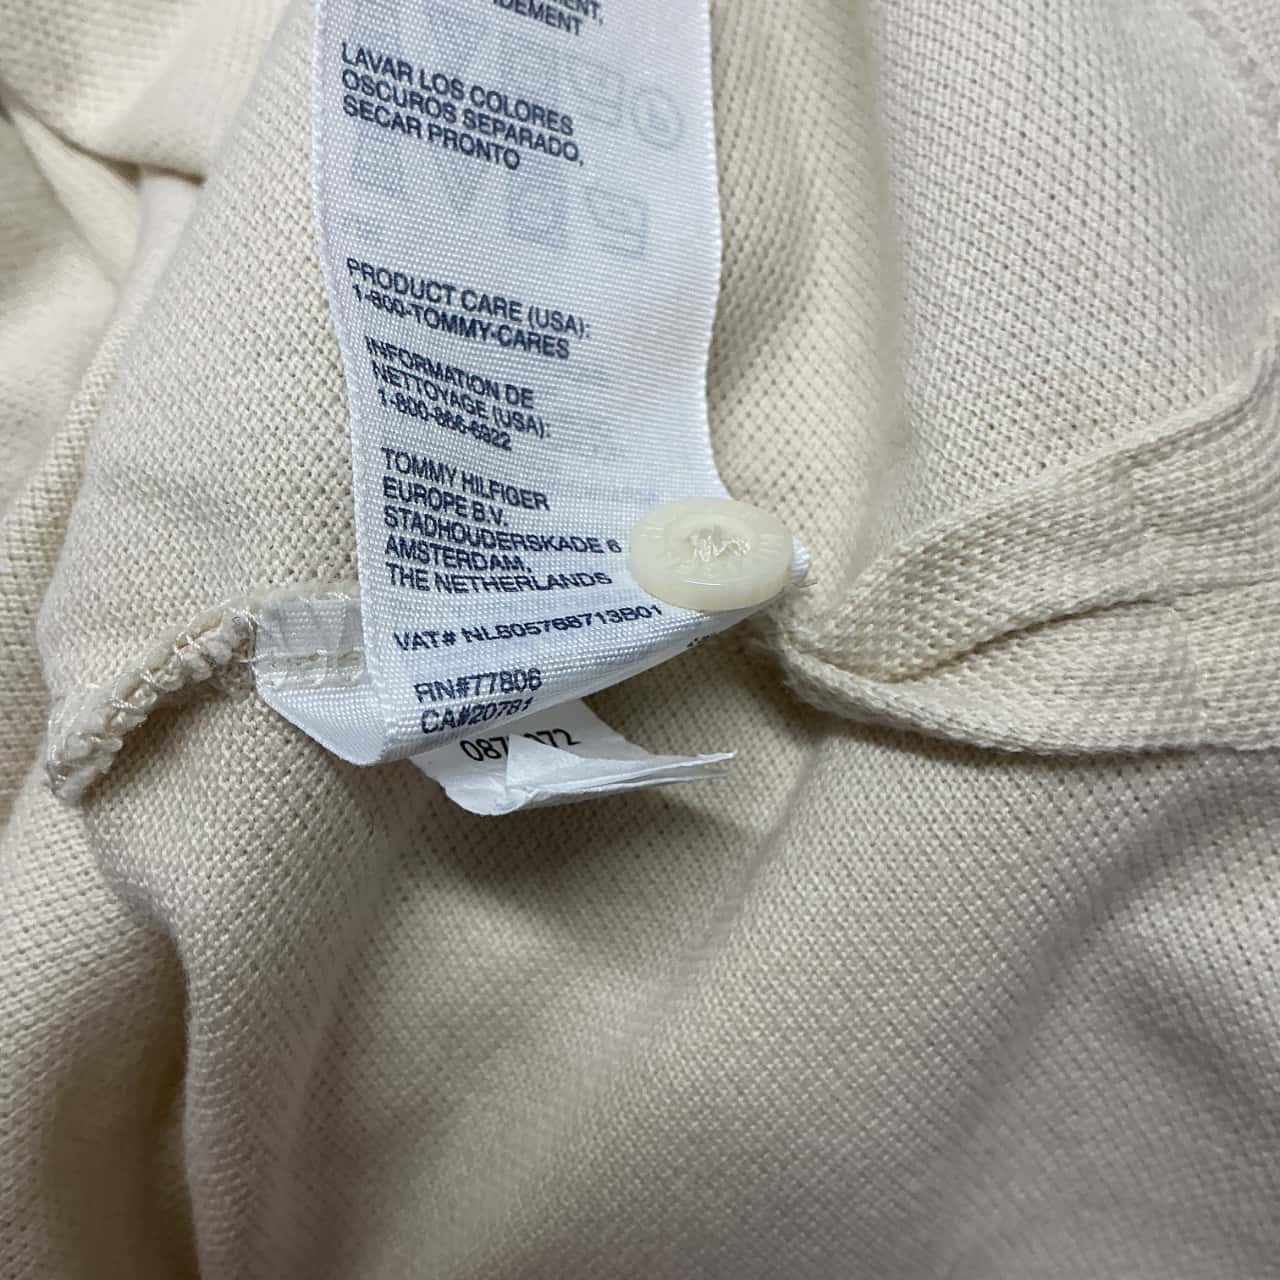 DEMENT
LAVAR LOS COLORES
OSCUROS SEPARADO,
SECAR PRONTO
PRODUCT CARE (USA):
1-800-TOMMY-CARES
INFORMATION DE
NETTOYAGE (USA):
1-800-866-6922
TOMMY HILFIGER
EUROPE B.V.
STADHOUDERSKADE 6
AMSTERDAM,
THE NETHERLANDS
VAT# NL805768713B01
RN#77806
CA#20781